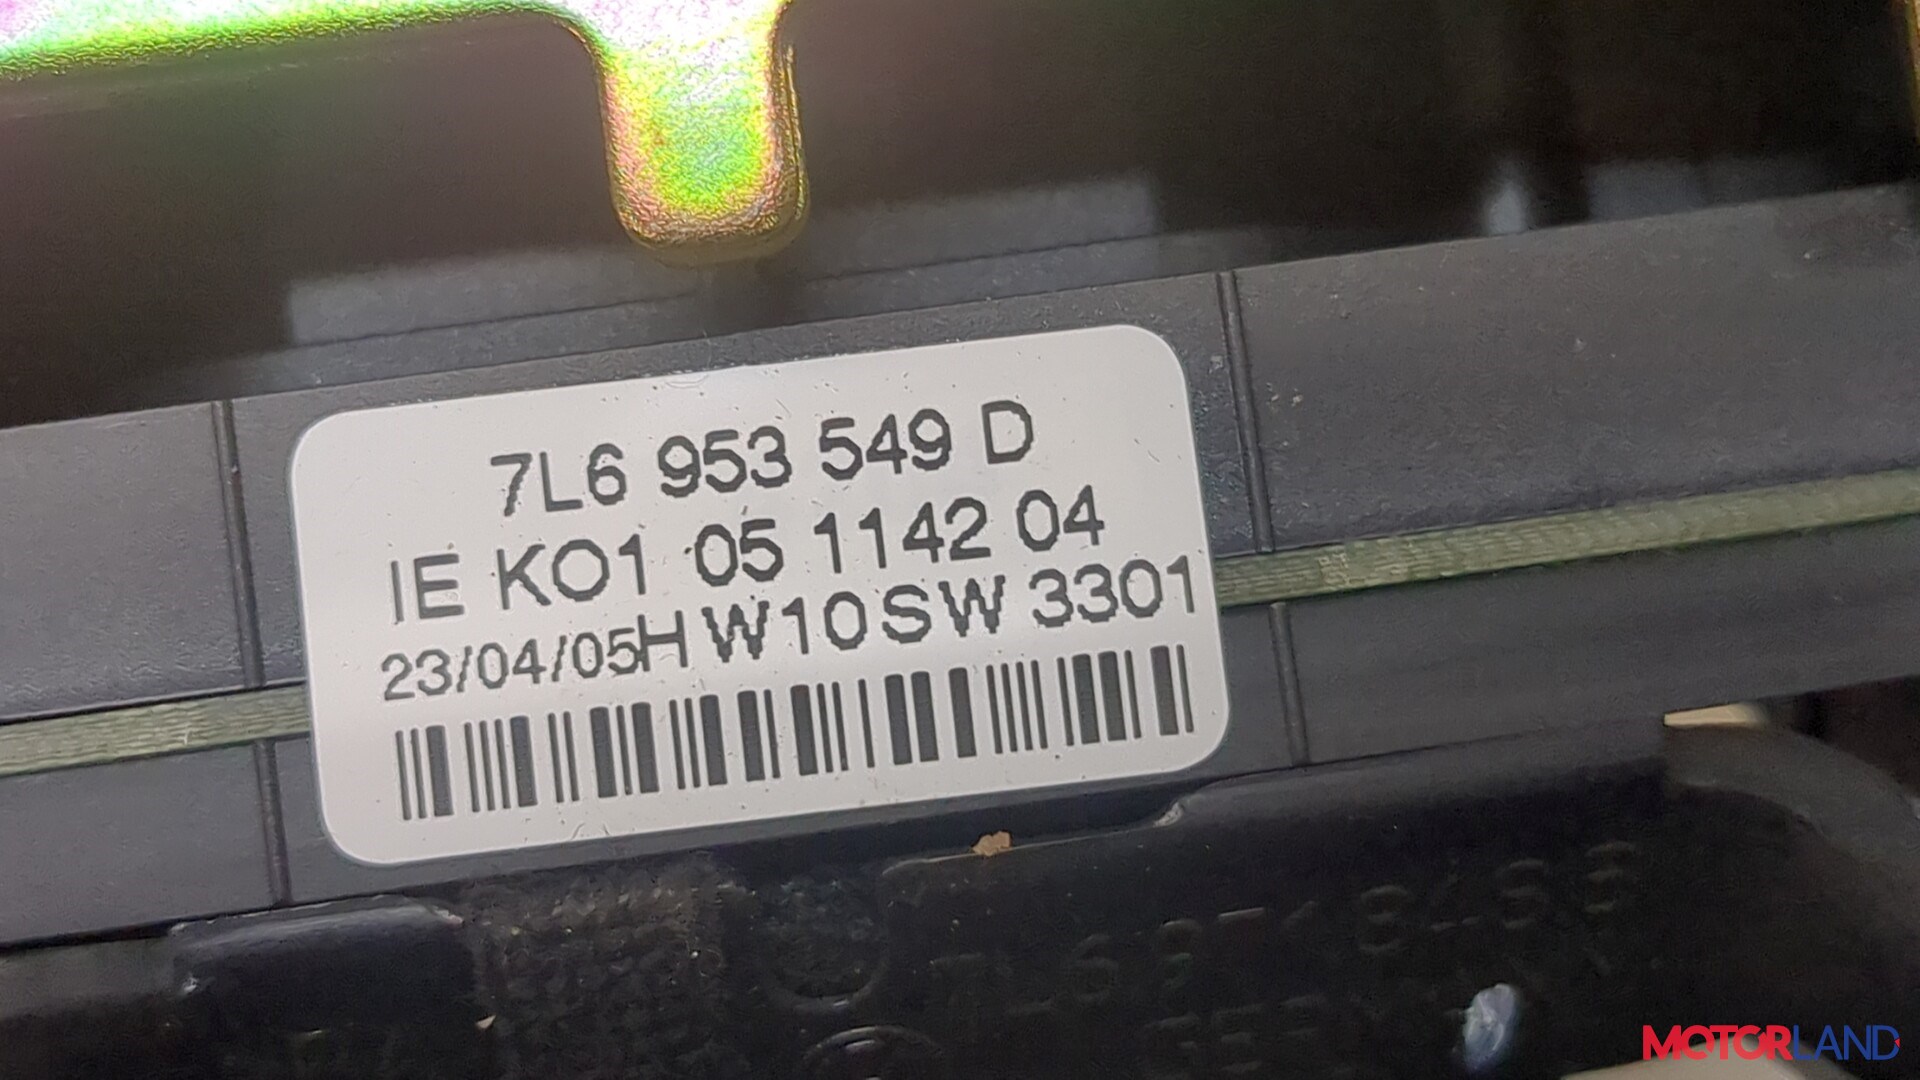 7L6 953 549 D
IE KO1 05 1142 04
23/04/05H W10SW 3301
MOTORLAND